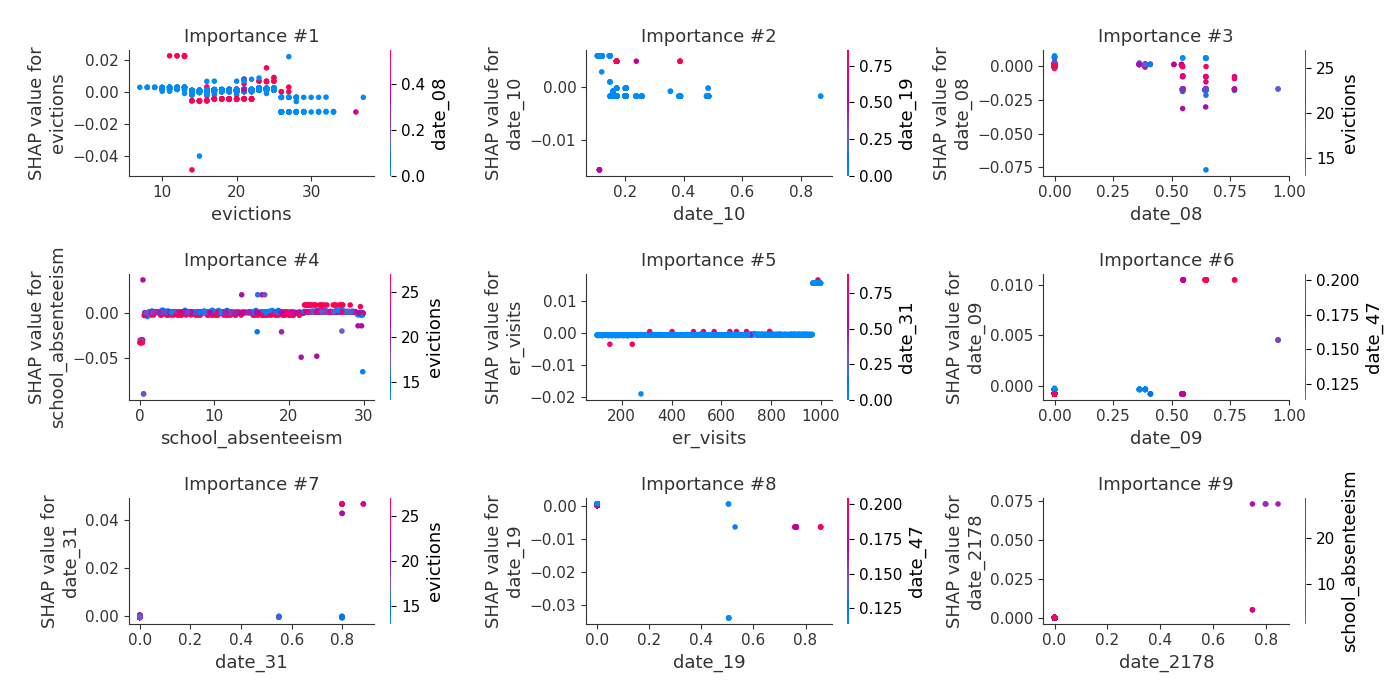 Importance #1
SHAP value for
evictions
0.02
0.00
−0.02
−0.04
10
20
30
evictions
0.4
0.2
0.0
date_08
Importance #2
SHAP value for
date_10
0.00
−0.01
0.2
0.4
0.6
0.8
date_10
0.75
0.50
0.25
0.00
date_19
Importance #3
SHAP value for
date_08
0.000
−0.025
−0.050
−0.075
0.00
0.25
0.50
0.75
1.00
date_08
25
20
15
evictions
Importance #4
SHAP value for
school_absenteeism
0.00
−0.05
0
10
20
30
school_absenteeism
25
20
15
evictions
Importance #5
SHAP value for
er_visits
0.01
0.00
−0.01
−0.02
200
400
600
800
1000
er_visits
0.75
0.50
0.25
0.00
date_31
Importance #6
SHAP value for
date_09
0.010
0.005
0.000
0.00
0.25
0.50
0.75
1.00
date_09
0.200
0.175
0.150
0.125
date_47
Importance #7
SHAP value for
date_31
0.04
0.02
0.00
0.0
0.2
0.4
0.6
0.8
date_31
25
20
15
evictions
Importance #8
SHAP value for
date_19
0.00
−0.01
−0.02
−0.03
0.0
0.2
0.4
0.6
0.8
date_19
0.200
0.175
0.150
0.125
date_47
Importance #9
SHAP value for
date_2178
0.075
0.050
0.025
0.000
0.0
0.2
0.4
0.6
0.8
date_2178
20
10
school_absenteeism